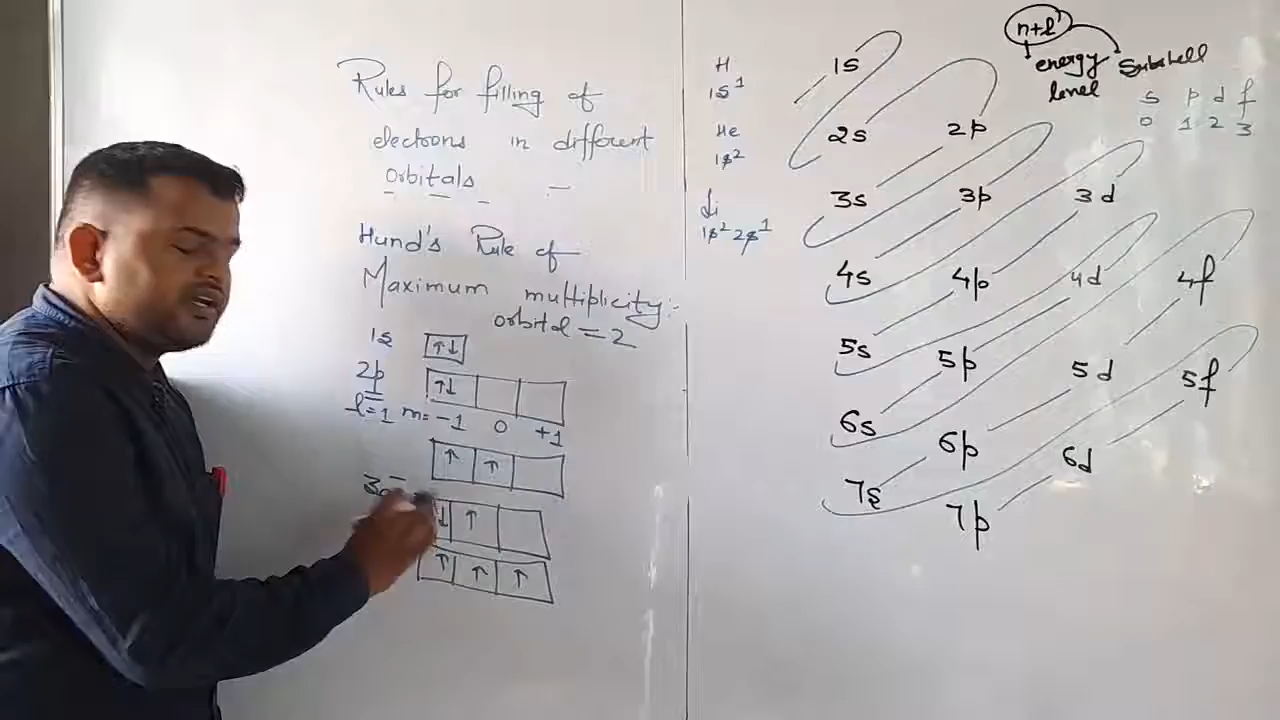 Rules for filling of
electrons in different
orbitals
Hund's Rule of
Maximum multiplicity:-
orbital = 2
1s ↑↓
2p ↑↓
l=1 m= -1 0 +1
↑ ↑
↓ ↑
↑ ↑ ↑
H
1s¹
He
1s²
Li
1s² 2s¹
n+l
energy level
Subshell
s p d f
0 1 2 3
1s
2s 2p
3s 3p 3d
4s 4p 4d 4f
5s 5p 5d 5f
6s 6p 6d
7s 7p